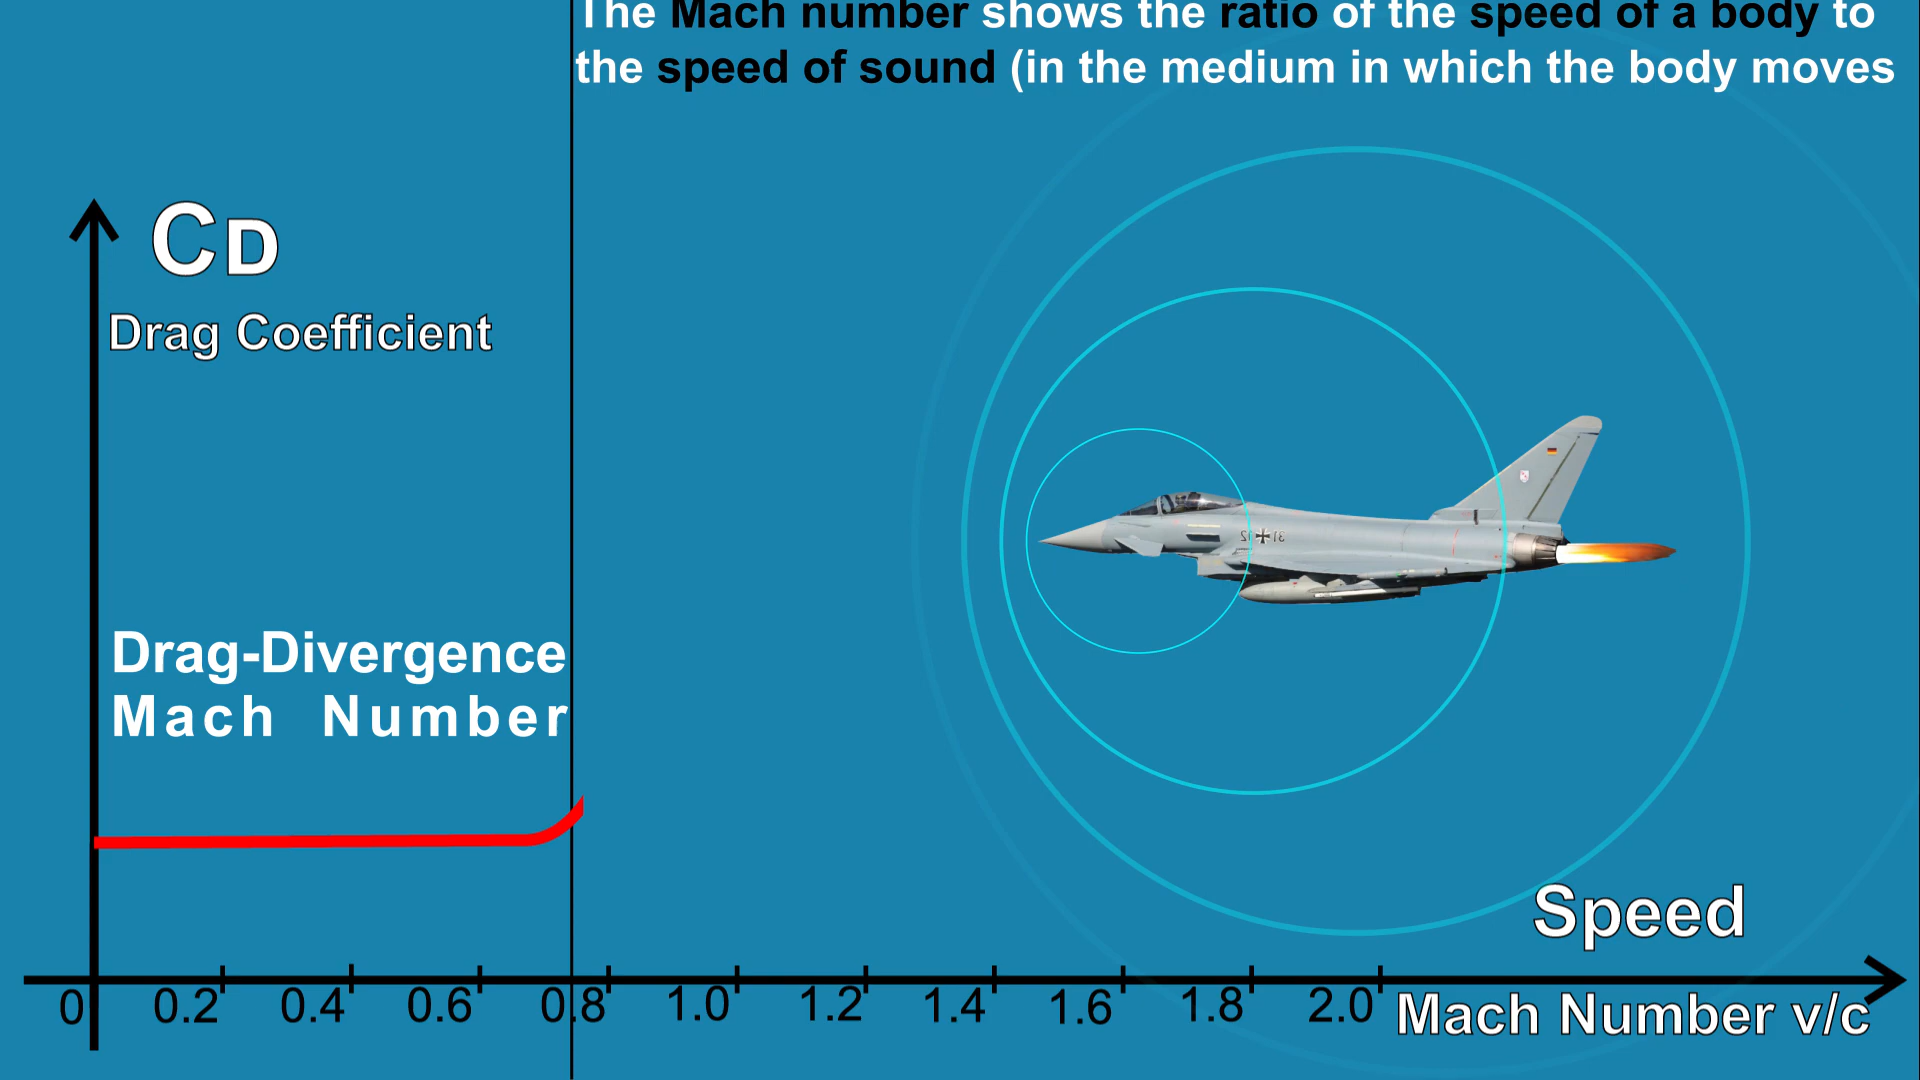 The Mach number shows the ratio of the speed of a body to
the speed of sound (in the medium in which the body moves
CD
Drag Coefficient
Drag-Divergence
Mach Number
Speed
0 0.2 0.4 0.6 0.8 1.0 1.2 1.4 1.6 1.8 2.0
Mach Number v/c